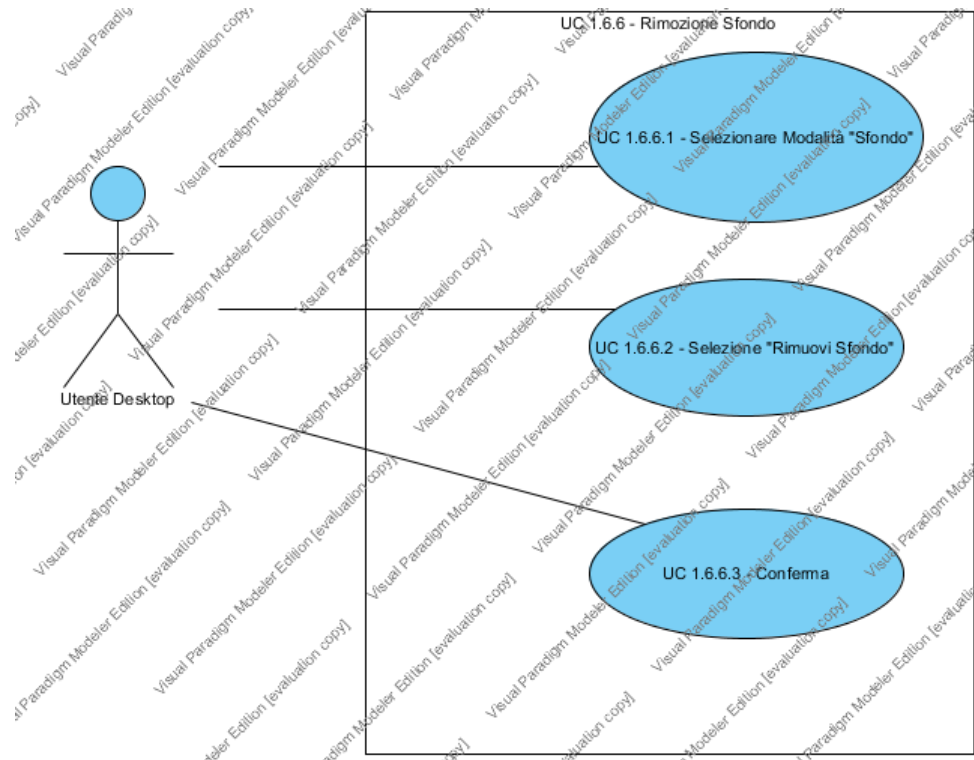 UC 1.6.6 - Rimozione Sfondo
UC 1.6.6.1 - Selezionare Modalità "Sfondo"
UC 1.6.6.2 - Selezione "Rimuovi Sfondo"
Utente Desktop
UC 1.6.6.3 - Conferma
Visual Paradigm Modeler Edition [evaluation copy]